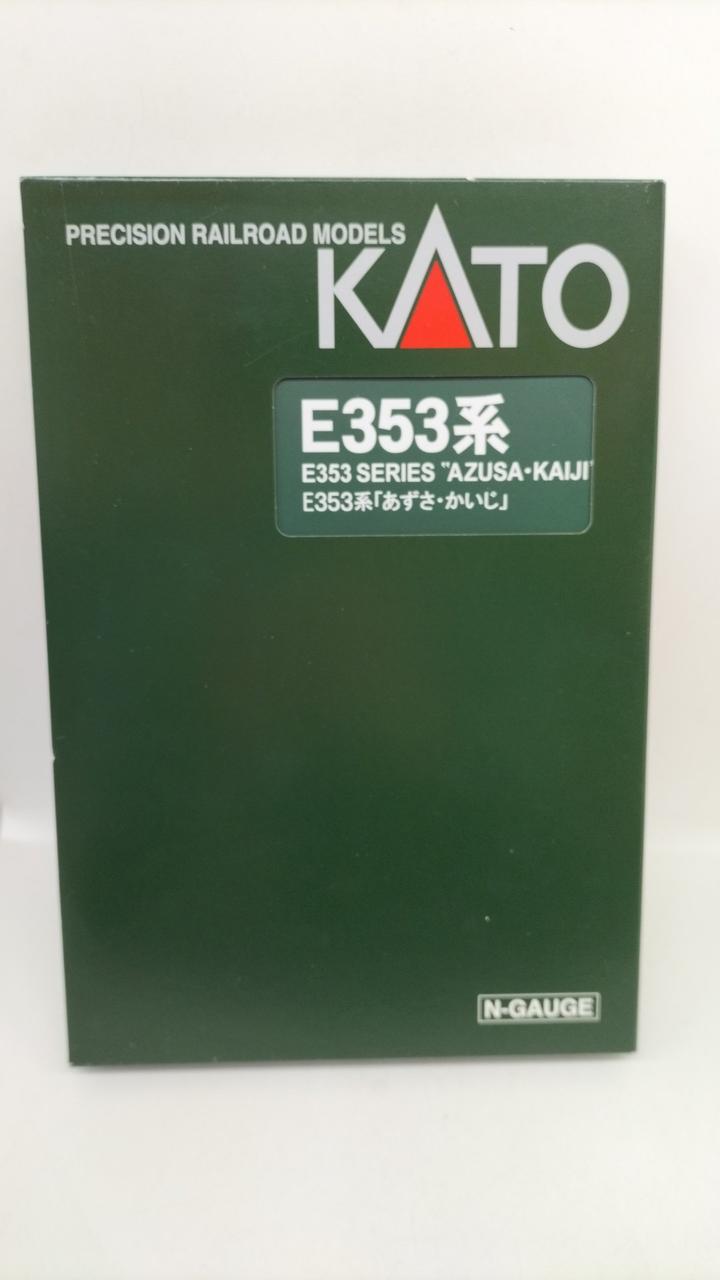 PRECISION RAILROAD MODELS
KATO
E353系
E353 SERIES "AZUSA・KAIJI"
E353系「あずさ・かいじ」
N-GAUGE